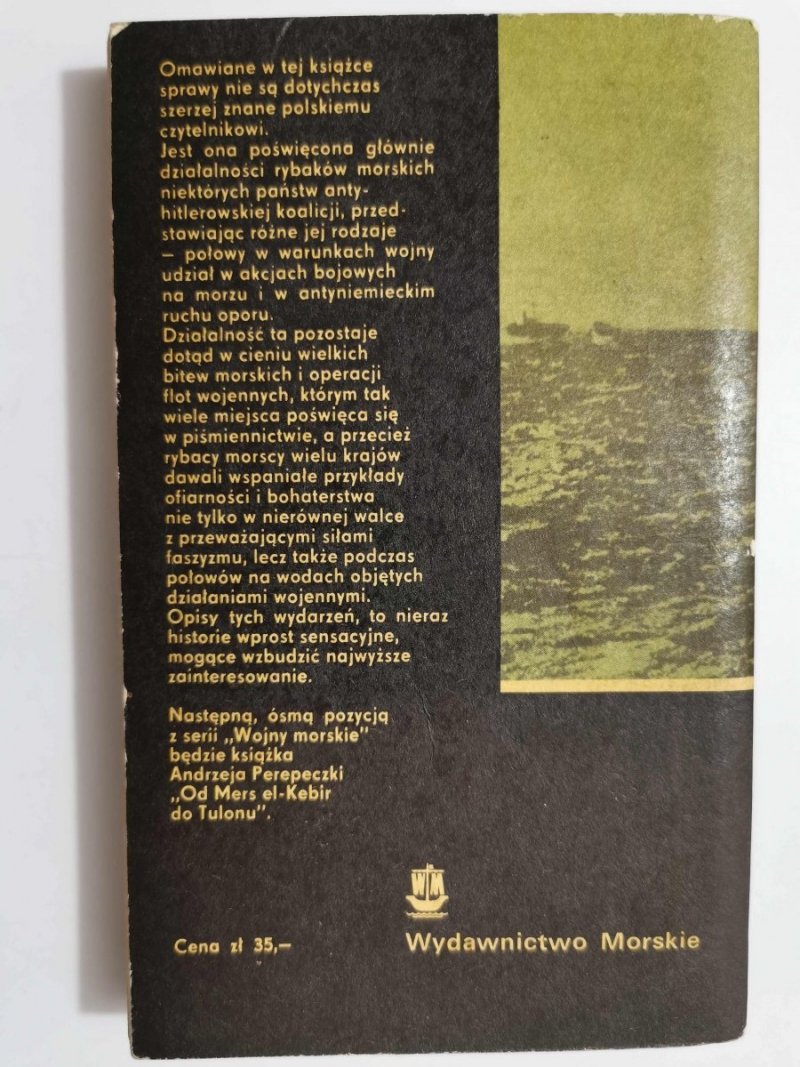 Omawiane w tej książce
sprawy nie są dotychczas
szerzej znane polskiemu
czytelnikowi.
Jest ona poświęcona głównie
działalności rybaków morskich
niektórych państw anty-
hitlerowskiej koalicji, przed-
stawiając różne jej rodzaje
– połowy w warunkach wojny
udział w akcjach bojowych
na morzu i w antyniemieckim
ruchu oporu.
Działalność ta pozostaje
dotąd w cieniu wielkich
bitew morskich i operacji
flot wojennych, którym tak
wiele miejsca poświęca się
w piśmiennictwie, a przecież
rybacy morscy wielu krajów
dawali wspaniałe przykłady
ofiarności i bohaterstwa
nie tylko w nierównej walce
z przeważającymi siłami
faszyzmu, lecz także podczas
połowów na wodach objętych
działaniami wojennymi.
Opisy tych wydarzeń, to nieraz
historie wprost sensacyjne,
mogące wzbudzić najwyższe
zainteresowanie.
Następną, ósmą pozycją
z serii „Wojny morskie”
będzie książka
Andrzeja Perepeczki
„Od Mers el-Kebir
do Tulonu”.
WM
Cena zł 35,–
Wydawnictwo Morskie